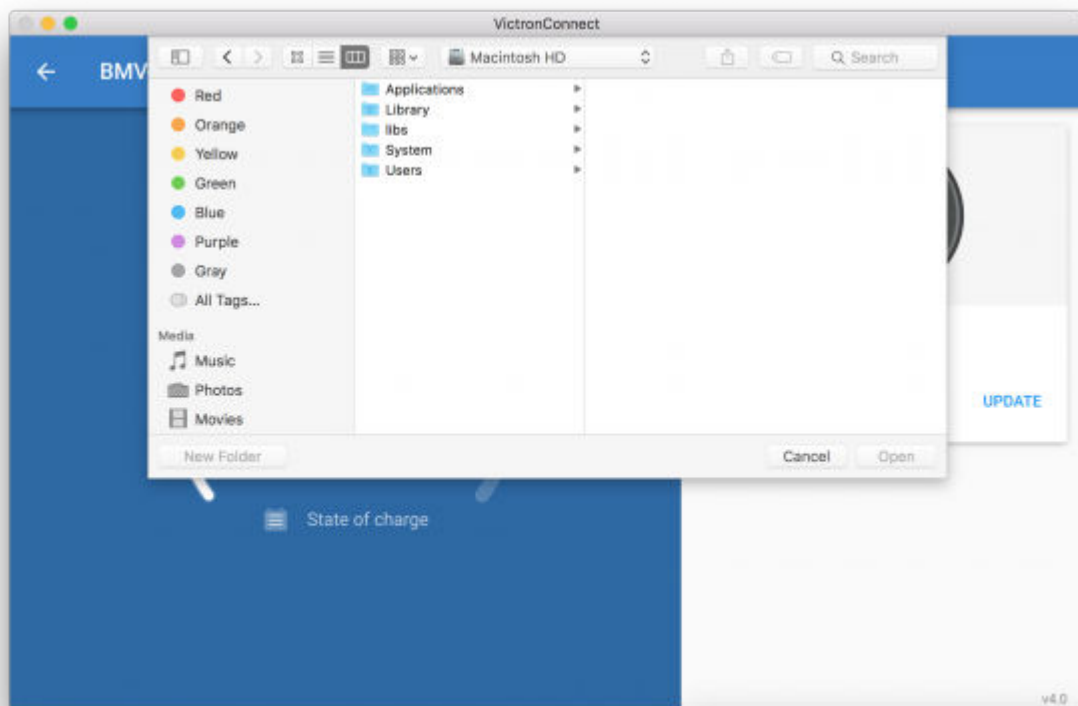 VictronConnect
BMV
Macintosh HD
Search
Red
Orange
Yellow
Green
Blue
Purple
Gray
All Tags...
Media
Music
Photos
Movies
Applications
Library
libs
System
Users
New Folder
Cancel
Open
UPDATE
State of charge
v4.0